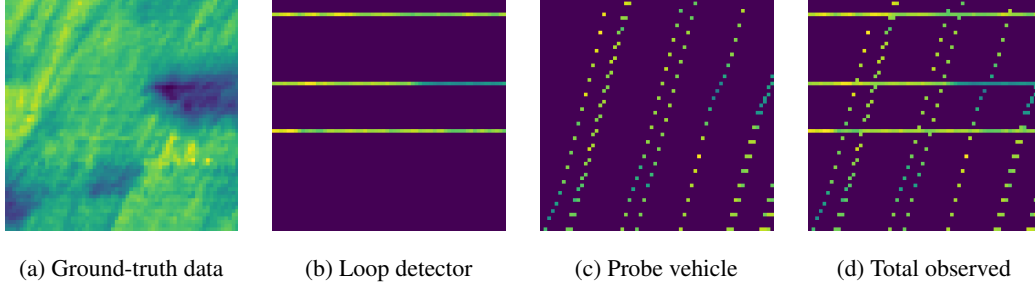 (a) Ground-truth data
(b) Loop detector
(c) Probe vehicle
(d) Total observed